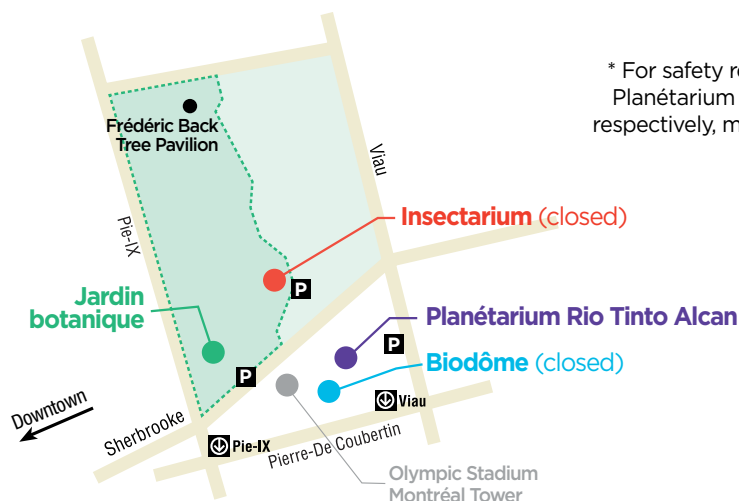 * For safety re
Planétarium
respectively, m
Frédéric Back
Tree Pavilion
Viau
Pie-IX
Insectarium (closed)
P
Jardin
botanique
Planétarium Rio Tinto Alcan
P
Biodôme (closed)
P
Downtown
Viau
Sherbrooke
Pie-IX
Pierre-De Coubertin
Olympic Stadium
Montréal Tower